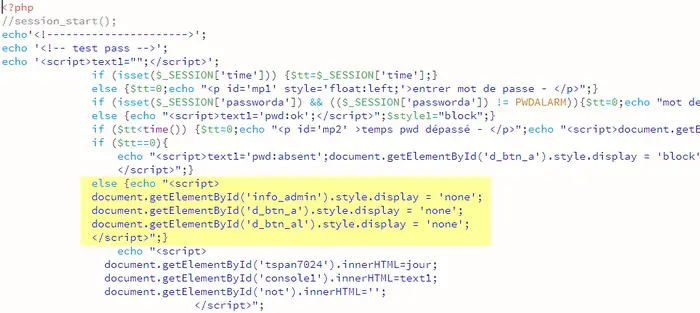 <?php
//session_start();
echo'<!---------------------->';
echo '<!-- test pass -->';
echo '<script>text1="";</script>';
if (isset($_SESSION['time'])) {$tt=$_SESSION['time'];}
else {$tt=0;echo"<p id='mp1' style='float:left;'>entrer mot de passe - </p>";}
if (isset($_SESSION['passworda']) && (($_SESSION['passworda']) != PWDALARM)){$tt=0;echo"mot de
else {echo"<script>text1='pwd:ok';</script>";$style1="block";}
if ($tt<time()) {$tt=0;echo"<p id='mp2' >temps pwd dépassé - </p>";echo"<script>document.getE
if ($tt==0){
echo"<script>text1='pwd:absent';document.getElementById('d_btn_a').style.display = 'block'
</script>";}
else {echo "<script>
document.getElementById('info_admin').style.display = 'none';
document.getElementById('d_btn_a').style.display = 'none';
document.getElementById('d_btn_al').style.display = 'none';
</script>";}
echo "<script>
document.getElementById('tspan7024').innerHTML=jour;
document.getElementById('console1').innerHTML=text1;
document.getElementById('not').innerHTML='';
</script>";